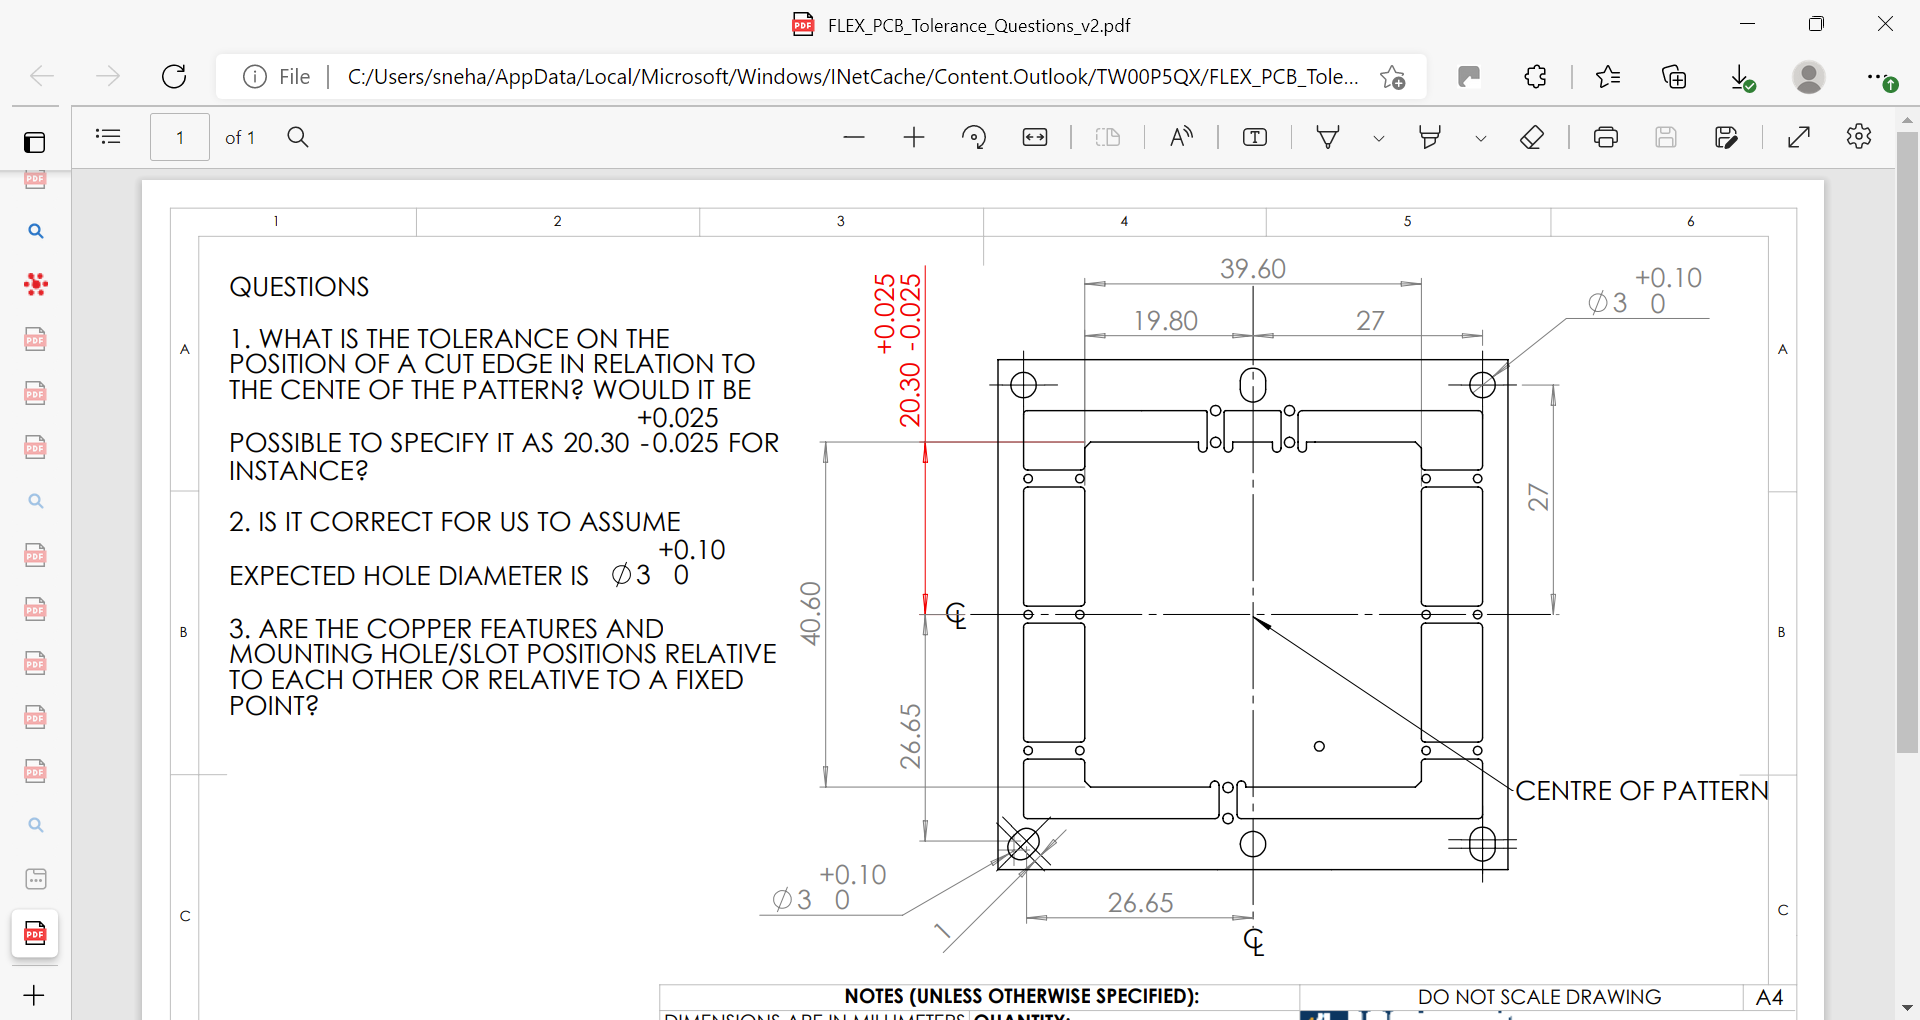 FLEX_PCB_Tolerance_Questions_v2.pdf
File
C:/Users/sneha/AppData/Local/Microsoft/Windows/INetCache/Content.Outlook/TW00P5QX/FLEX_PCB_Tole...
1 of 1
1 2 3 4 5 6
QUESTIONS
1. WHAT IS THE TOLERANCE ON THE
POSITION OF A CUT EDGE IN RELATION TO
THE CENTE OF THE PATTERN? WOULD IT BE
+0.025
POSSIBLE TO SPECIFY IT AS 20.30 -0.025 FOR
INSTANCE?
2. IS IT CORRECT FOR US TO ASSUME
+0.10
EXPECTED HOLE DIAMETER IS ∅3 0
3. ARE THE COPPER FEATURES AND
MOUNTING HOLE/SLOT POSITIONS RELATIVE
TO EACH OTHER OR RELATIVE TO A FIXED
POINT?
A
B
C
+0.025
20.30 -0.025
39.60
19.80
27
+0.10
∅3 0
27
40.60
℄
26.65
CENTRE OF PATTERN
+0.10
∅3 0
1
26.65
℄
A
B
C
NOTES (UNLESS OTHERWISE SPECIFIED):
DO NOT SCALE DRAWING
A4
DIMENSIONS ARE IN MILLIMETERS
QUANTITY: